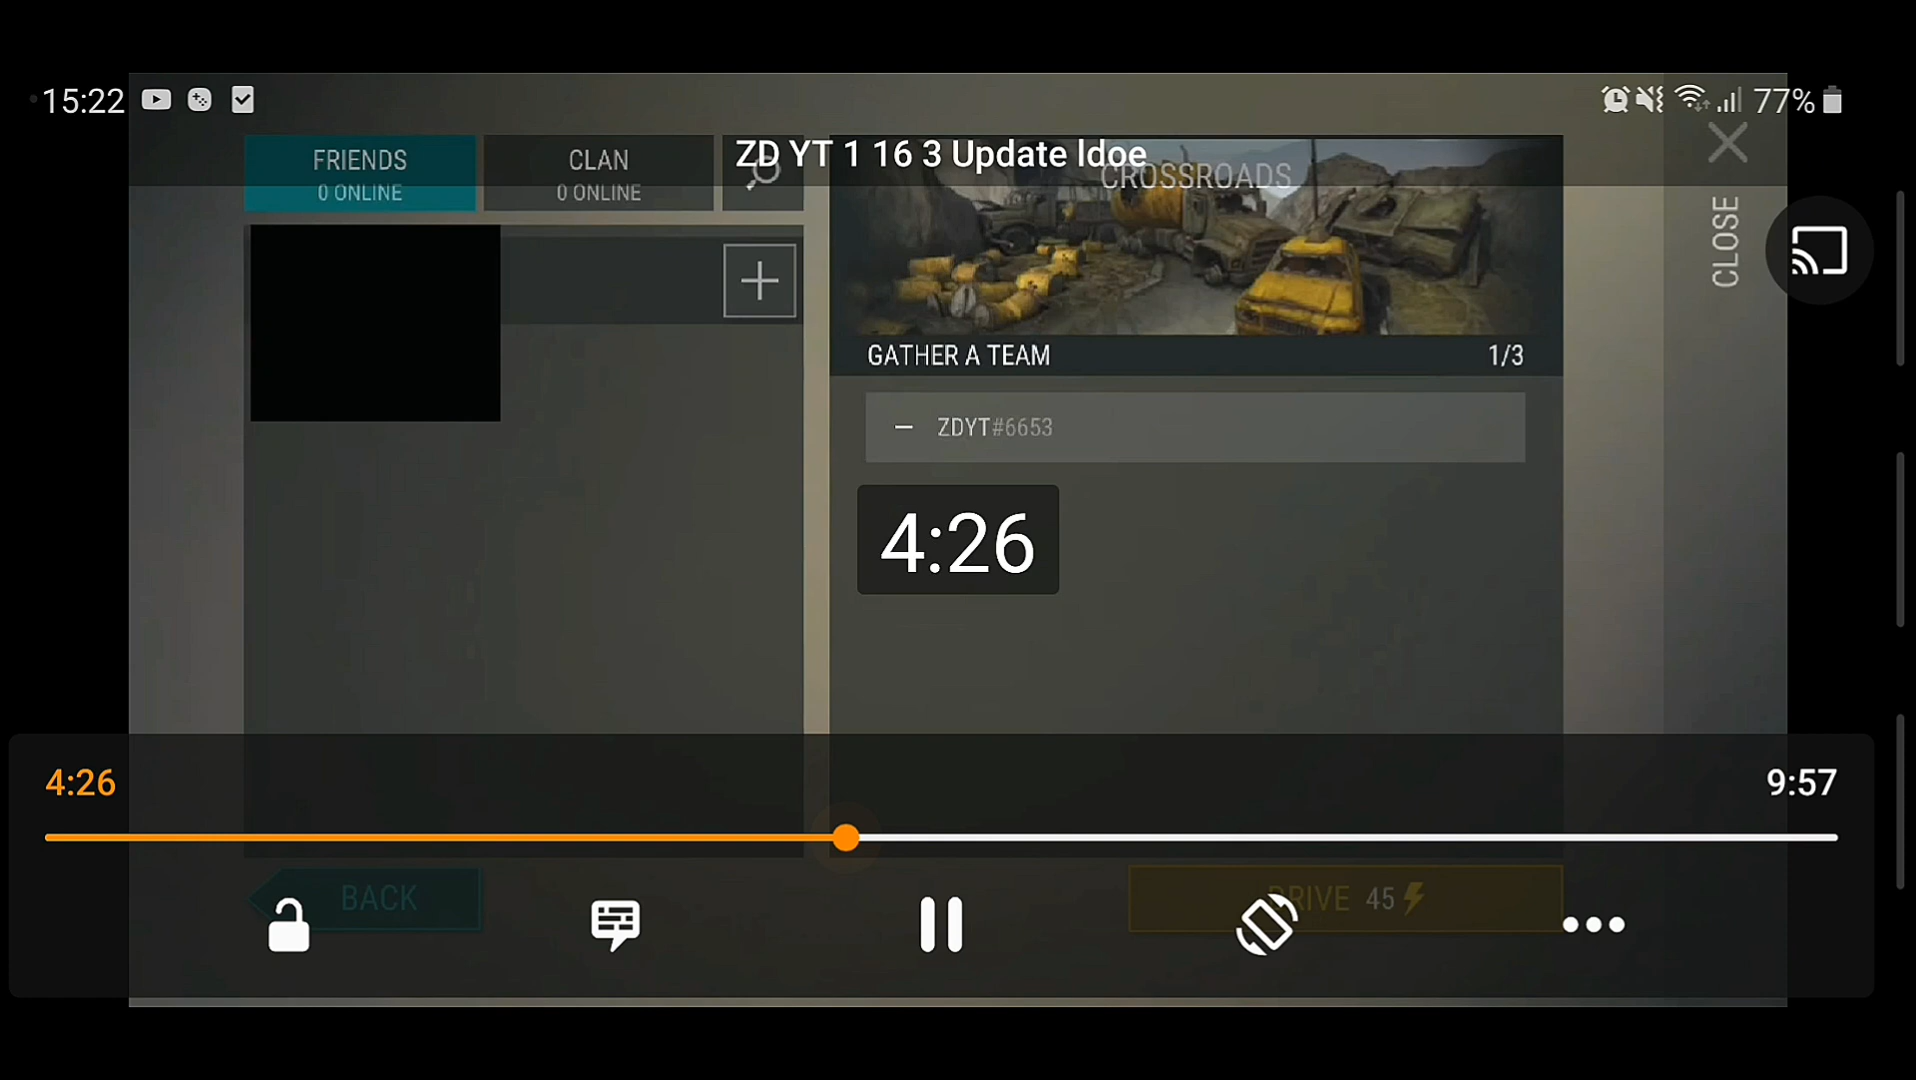 15:22
77%
ZD YT 1 16 3 Update ldoe
FRIENDS
0 ONLINE
CLAN
0 ONLINE
CROSSROADS
CLOSE
GATHER A TEAM
1/3
ZDYT#6653
4:26
4:26
9:57
BACK
DRIVE 45